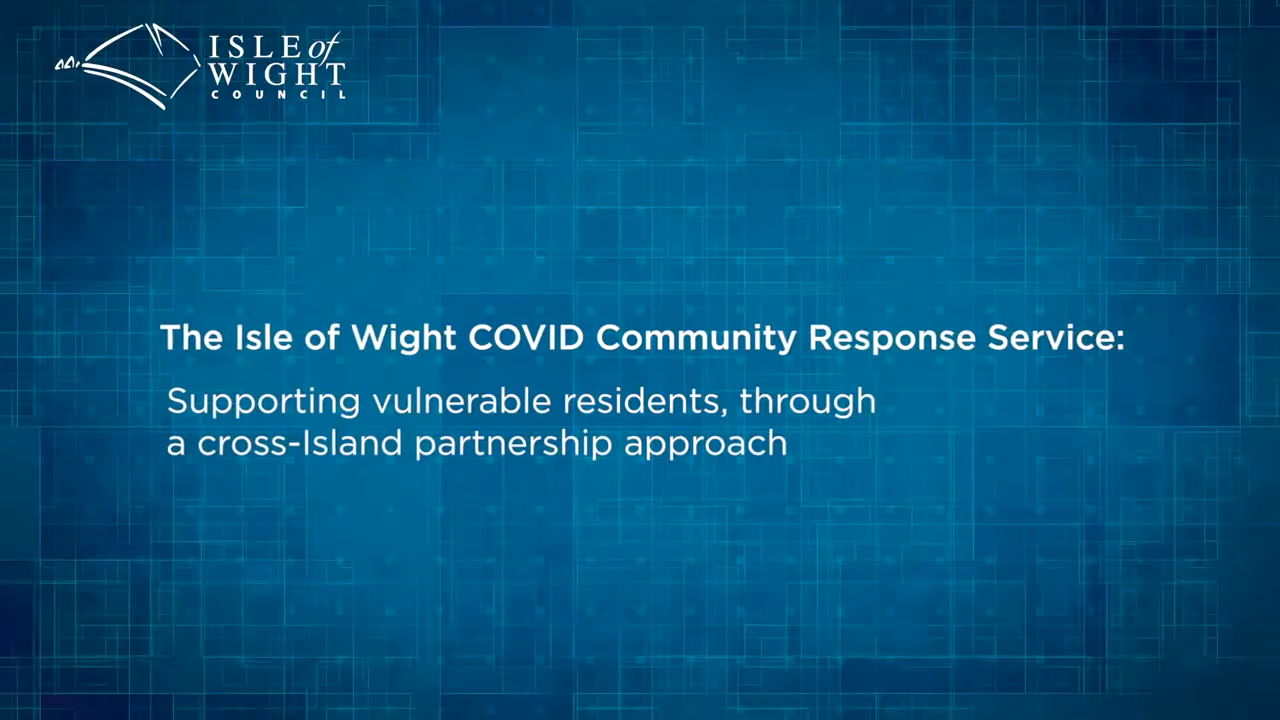 ISLE of
WIGHT
COUNCIL
The Isle of Wight COVID Community Response Service:
Supporting vulnerable residents, through
a cross-Island partnership approach